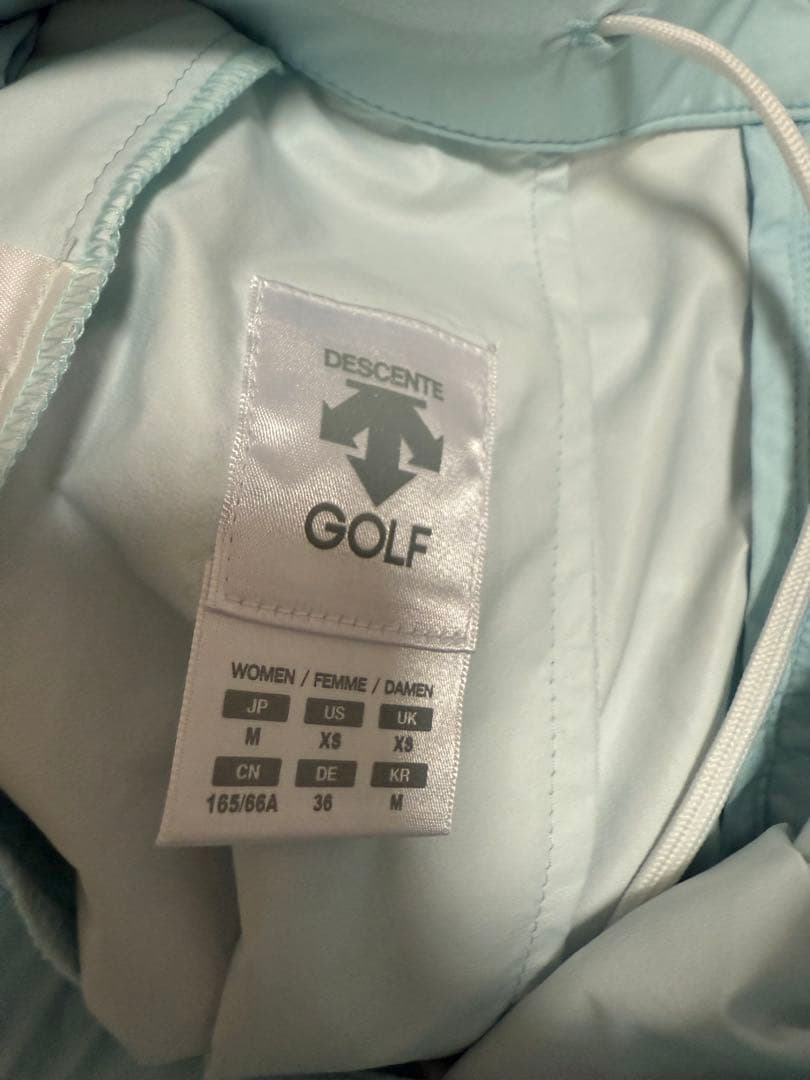 DESCENTE
GOLF
WOMEN / FEMME / DAMEN
JP US UK
M XS XS
CN DE KR
165/66A 36 M